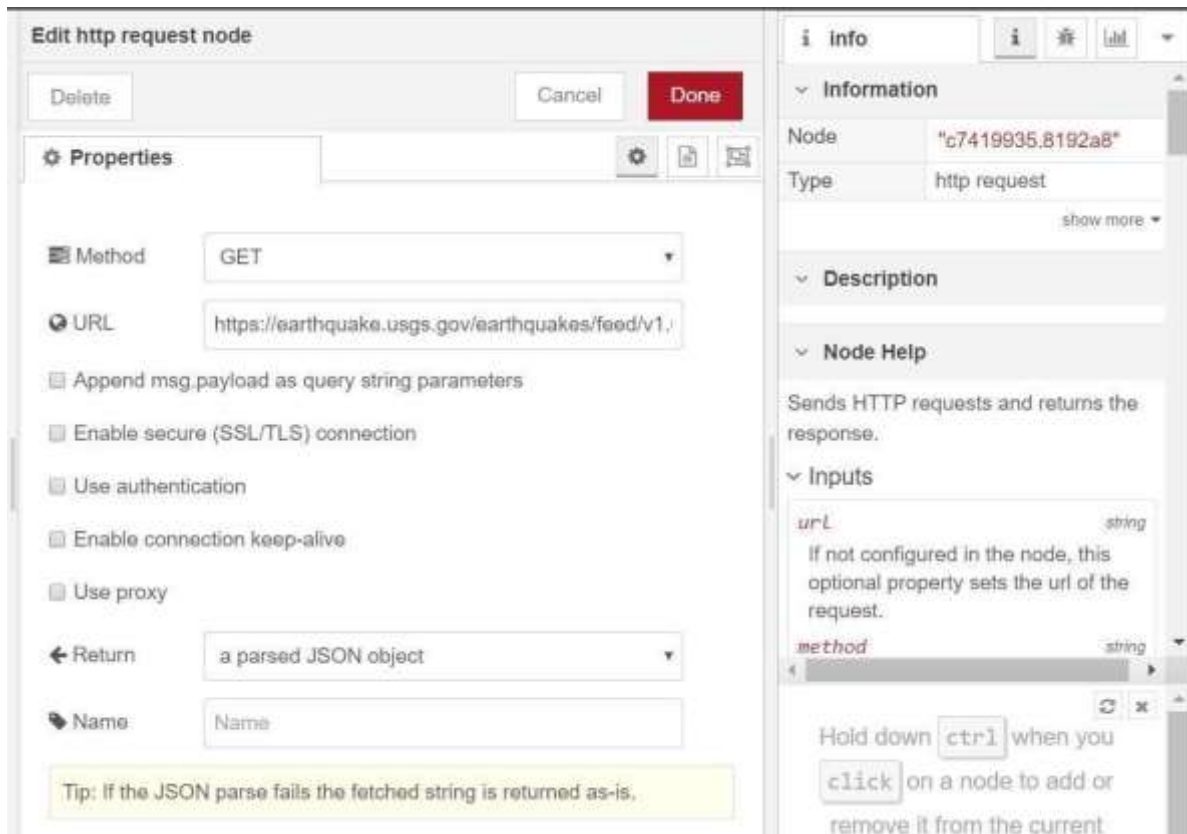 Edit http request node
Delete
Cancel
Done
Properties
Method
GET
URL
https://earthquake.usgs.gov/earthquakes/feed/v1.
Append msg.payload as query string parameters
Enable secure (SSL/TLS) connection
Use authentication
Enable connection keep-alive
Use proxy
Return
a parsed JSON object
Name
Name
Tip: If the JSON parse fails the fetched string is returned as-is.
i info
i
Information
Node
"c7419935.8192a8"
Type
http request
show more
Description
Node Help
Sends HTTP requests and returns the
response.
Inputs
url
string
If not configured in the node, this
optional property sets the url of the
request.
method
string
Hold down ctrl when you
click on a node to add or
remove it from the current